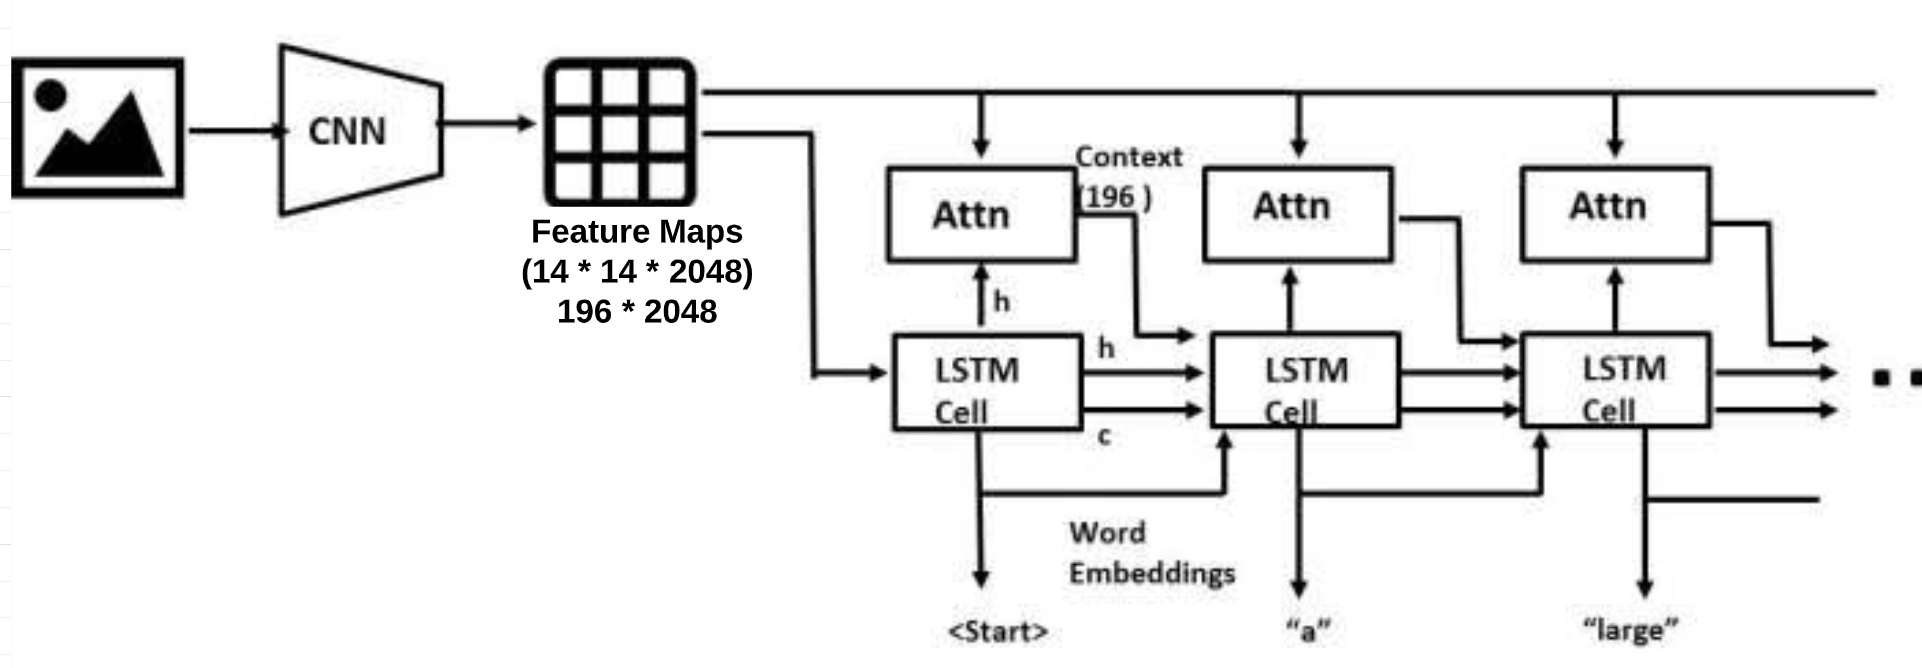 CNN
Feature Maps
(14 * 14 * 2048)
196 * 2048
Context
(196 )
Attn
Attn
Attn
h
h
LSTM
Cell
LSTM
Cell
LSTM
Cell
c
Word
Embeddings
<Start>
“a”
“large”